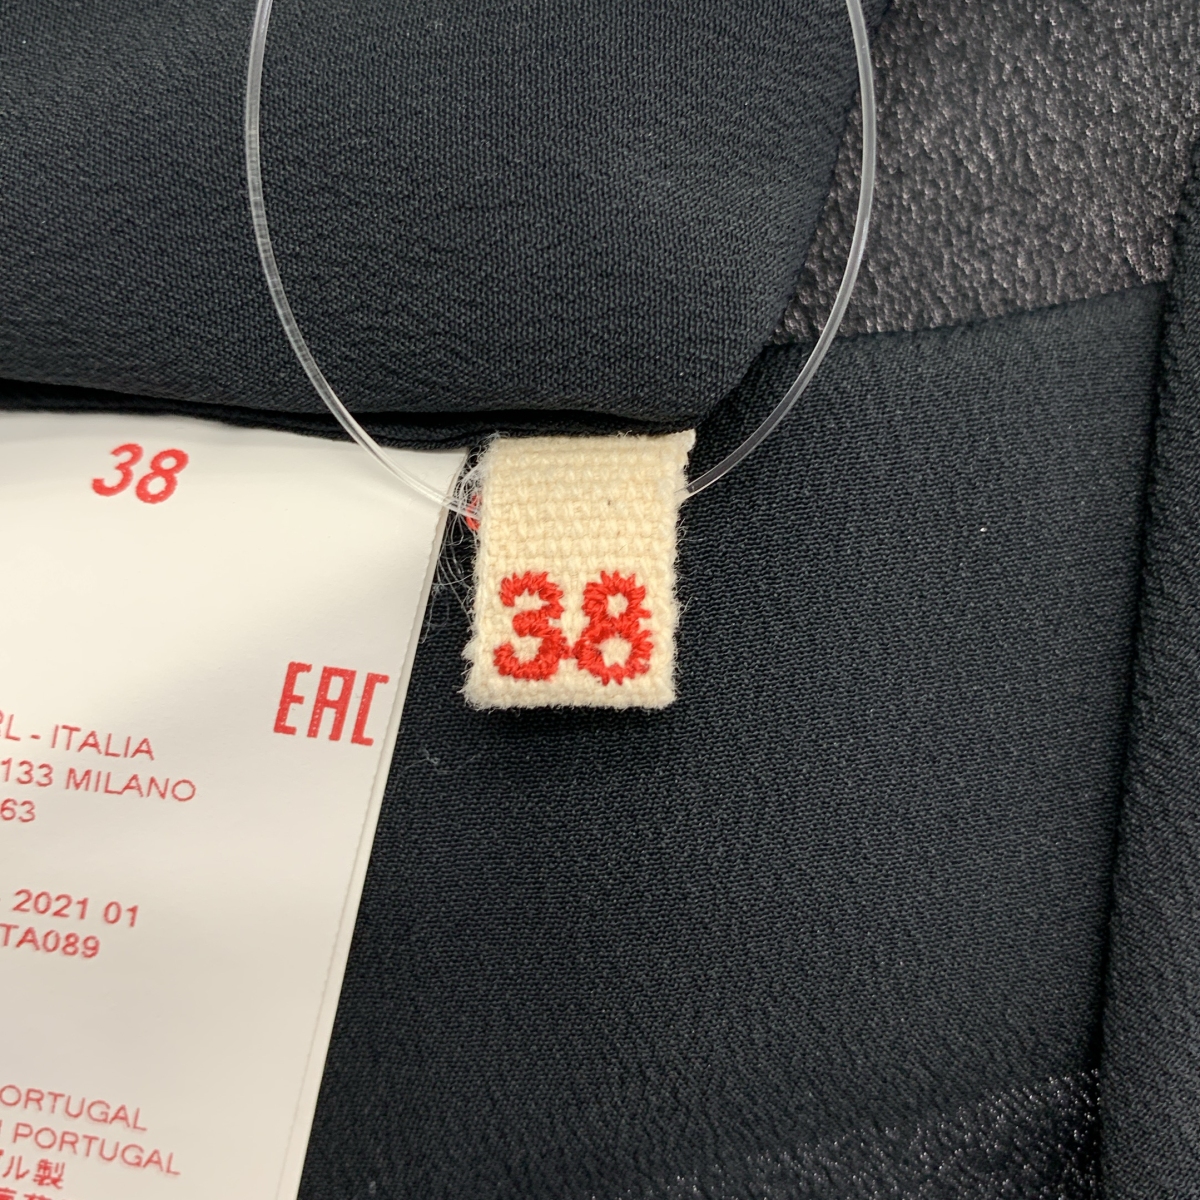 38
38
EAC
RL - ITALIA
133 MILANO
63
2021 01
TA089
PORTUGAL
PORTUGAL
ル製